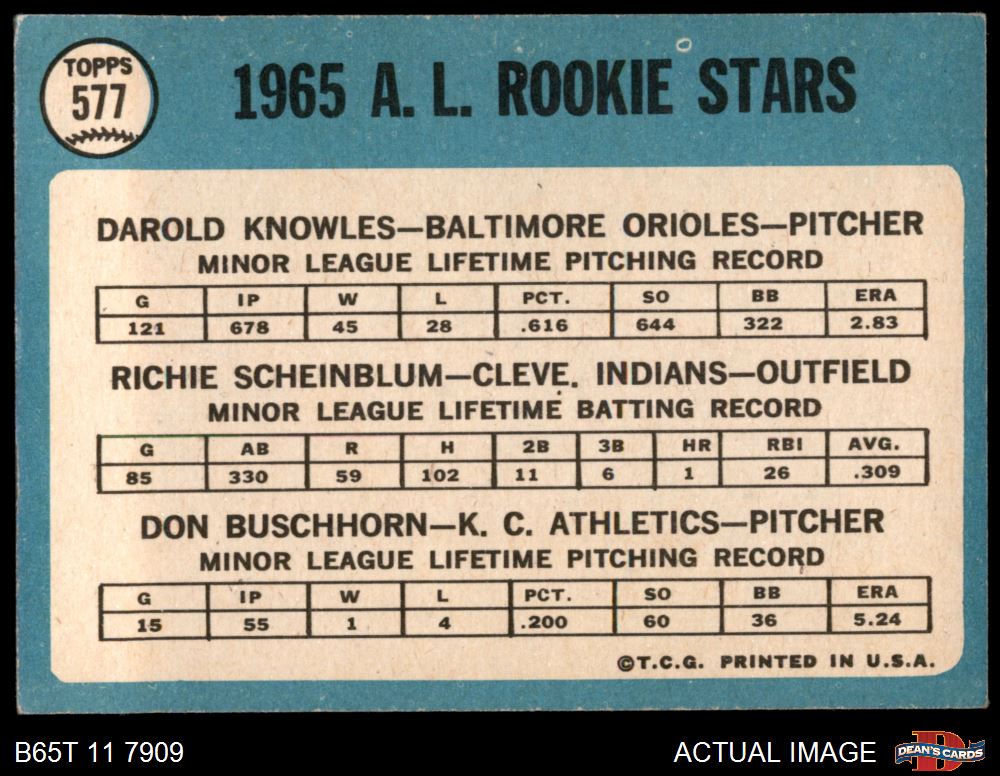 TOPPS
577
1965 A. L. ROOKIE STARS
DAROLD KNOWLES—BALTIMORE ORIOLES—PITCHER
MINOR LEAGUE LIFETIME PITCHING RECORD
G IP W L PCT. SO BB ERA
121 678 45 28 .616 644 322 2.83
RICHIE SCHEINBLUM—CLEVE. INDIANS—OUTFIELD
MINOR LEAGUE LIFETIME BATTING RECORD
G AB R H 2B 3B HR RBI AVG.
85 330 59 102 11 6 1 26 .309
DON BUSCHHORN—K. C. ATHLETICS—PITCHER
MINOR LEAGUE LIFETIME PITCHING RECORD
G IP W L PCT. SO BB ERA
15 55 1 4 .200 60 36 5.24
©T.C.G. PRINTED IN U.S.A.
B65T 11 7909 ACTUAL IMAGE D DEAN'S CARDS